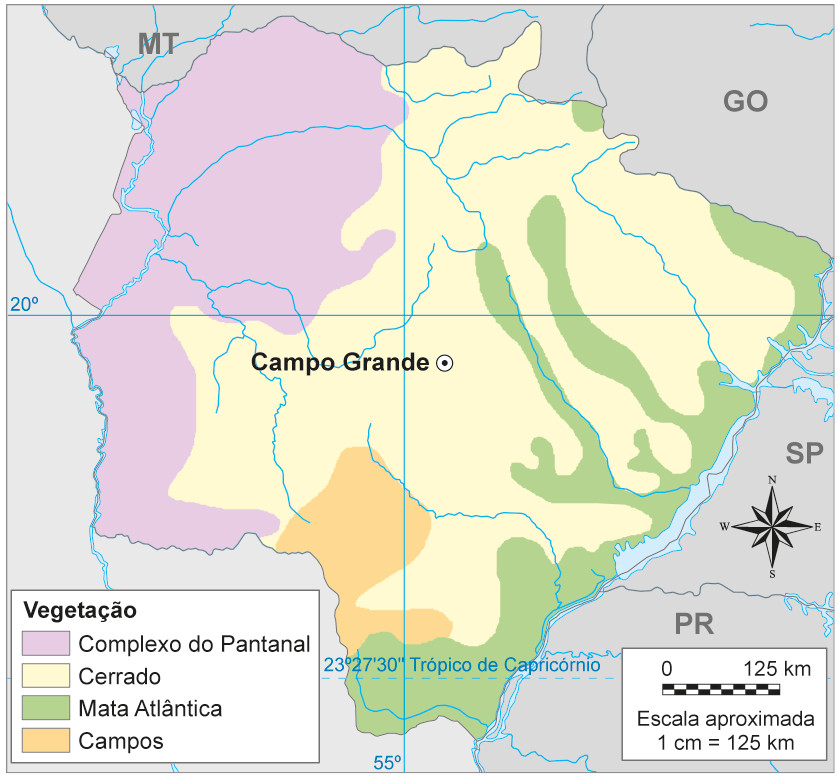 MT
GO
20º
Campo Grande
SP
N
W
E
S
PR
23º27'30" Trópico de Capricórnio
55º
Vegetação
Complexo do Pantanal
Cerrado
Mata Atlântica
Campos
0 125 km
Escala aproximada
1 cm = 125 km